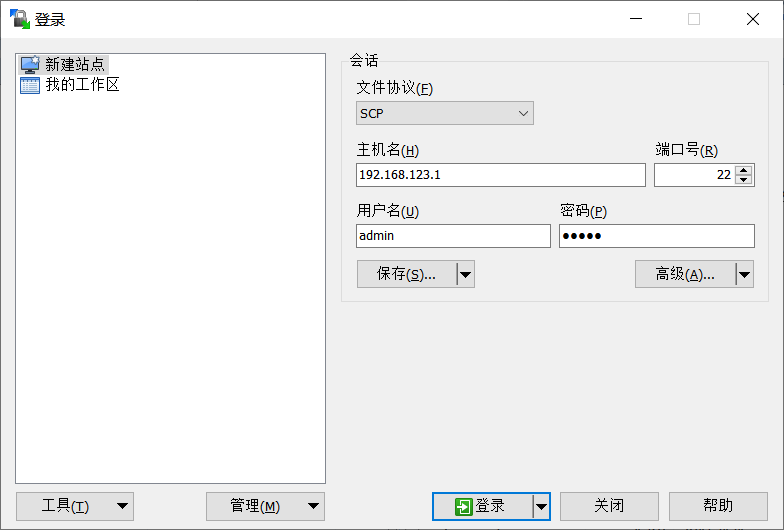 登录
新建站点
我的工作区
会话
文件协议(F)
SCP
主机名(H) 端口号(R)
192.168.123.1 22
用户名(U) 密码(P)
admin ●●●●●
保存(S)... 高级(A)...
工具(T) 管理(M) 登录 关闭 帮助